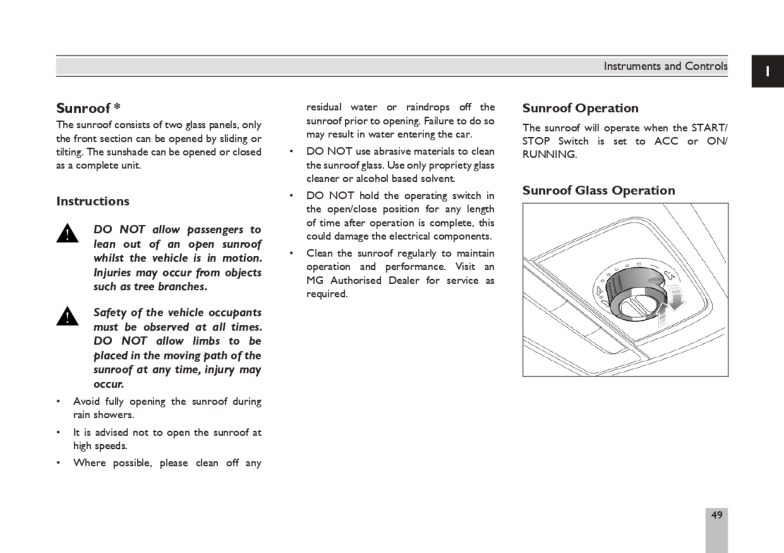 Instruments and Controls
1
Sunroof *
The sunroof consists of two glass panels, only
the front section can be opened by sliding or
tilting. The sunshade can be opened or closed
as a complete unit.
Instructions
DO NOT allow passengers to
lean out of an open sunroof
whilst the vehicle is in motion.
Injuries may occur from objects
such as tree branches.
Safety of the vehicle occupants
must be observed at all times.
DO NOT allow limbs to be
placed in the moving path of the
sunroof at any time, injury may
occur.
• Avoid fully opening the sunroof during
rain showers.
• It is advised not to open the sunroof at
high speeds.
• Where possible, please clean off any
residual water or raindrops off the
sunroof prior to opening. Failure to do so
may result in water entering the car.
• DO NOT use abrasive materials to clean
the sunroof glass. Use only propriety glass
cleaner or alcohol based solvent.
• DO NOT hold the operating switch in
the open/close position for any length
of time after operation is complete, this
could damage the electrical components.
• Clean the sunroof regularly to maintain
operation and performance. Visit an
MG Authorised Dealer for service as
required.
Sunroof Operation
The sunroof will operate when the START/
STOP Switch is set to ACC or ON/
RUNNING.
Sunroof Glass Operation
49